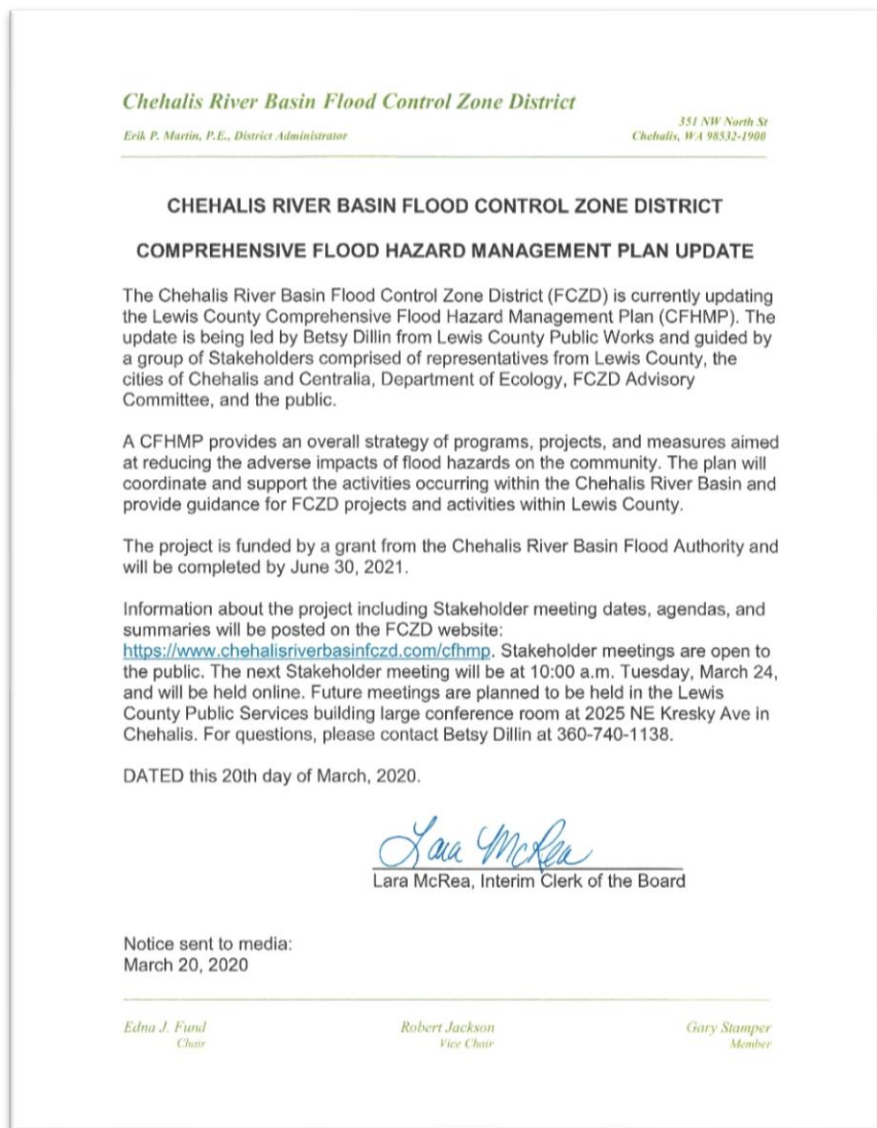 Chehalis River Basin Flood Control Zone District
Erik P. Martin, P.E., District Administrator
351 NW North St
Chehalis, WA 98532-1900
CHEHALIS RIVER BASIN FLOOD CONTROL ZONE DISTRICT
COMPREHENSIVE FLOOD HAZARD MANAGEMENT PLAN UPDATE
The Chehalis River Basin Flood Control Zone District (FCZD) is currently updating
the Lewis County Comprehensive Flood Hazard Management Plan (CFHMP). The
update is being led by Betsy Dillin from Lewis County Public Works and guided by
a group of Stakeholders comprised of representatives from Lewis County, the
cities of Chehalis and Centralia, Department of Ecology, FCZD Advisory
Committee, and the public.
A CFHMP provides an overall strategy of programs, projects, and measures aimed
at reducing the adverse impacts of flood hazards on the community. The plan will
coordinate and support the activities occurring within the Chehalis River Basin and
provide guidance for FCZD projects and activities within Lewis County.
The project is funded by a grant from the Chehalis River Basin Flood Authority and
will be completed by June 30, 2021.
Information about the project including Stakeholder meeting dates, agendas, and
summaries will be posted on the FCZD website:
https://www.chehalisriverbasinfczd.com/cfhmp. Stakeholder meetings are open to
the public. The next Stakeholder meeting will be at 10:00 a.m. Tuesday, March 24,
and will be held online. Future meetings are planned to be held in the Lewis
County Public Services building large conference room at 2025 NE Kresky Ave in
Chehalis. For questions, please contact Betsy Dillin at 360-740-1138.
DATED this 20th day of March, 2020.
Lara McRea
Lara McRea, Interim Clerk of the Board
Notice sent to media:
March 20, 2020
Edna J. Fund
Chair
Robert Jackson
Vice Chair
Gary Stamper
Member